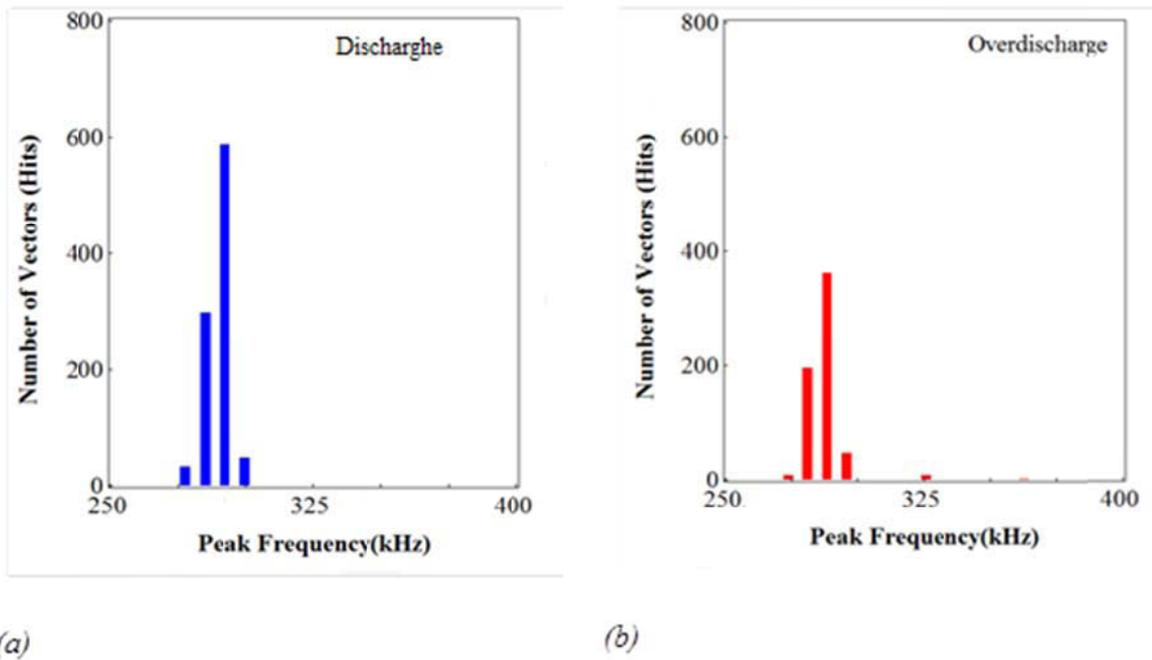 800
Discharghe
600
400
200
0
250
325
400
Number of Vectors (Hits)
Peak Frequency(kHz)
(a)
800
Overdischarge
600
400
200
0
250
325
400
Number of Vectors (Hits)
Peak Frequency(kHz)
(b)